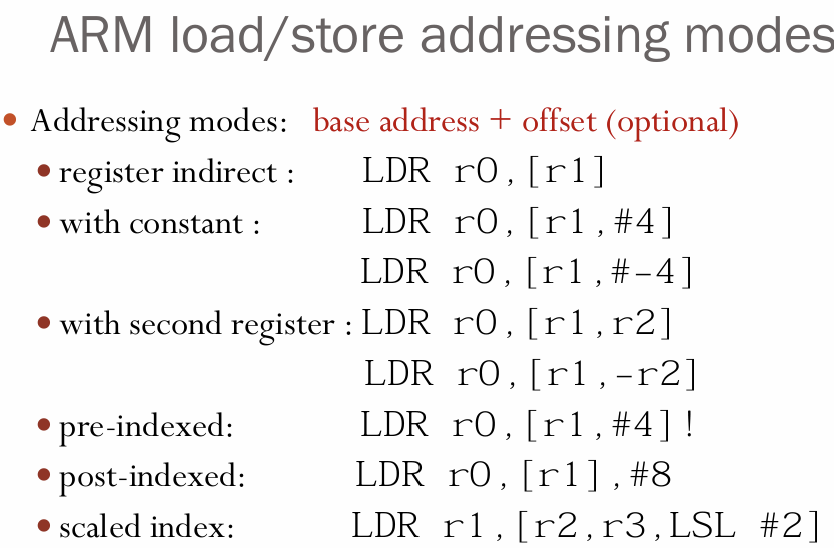 ARM load/store addressing modes
• Addressing modes: base address + offset (optional)
• register indirect : LDR r0,[r1]
• with constant : LDR r0,[r1,#4]
LDR r0,[r1,#-4]
• with second register : LDR r0,[r1,r2]
LDR r0,[r1,-r2]
• pre-indexed: LDR r0,[r1,#4]!
• post-indexed: LDR r0,[r1],#8
• scaled index: LDR r1,[r2,r3,LSL #2]